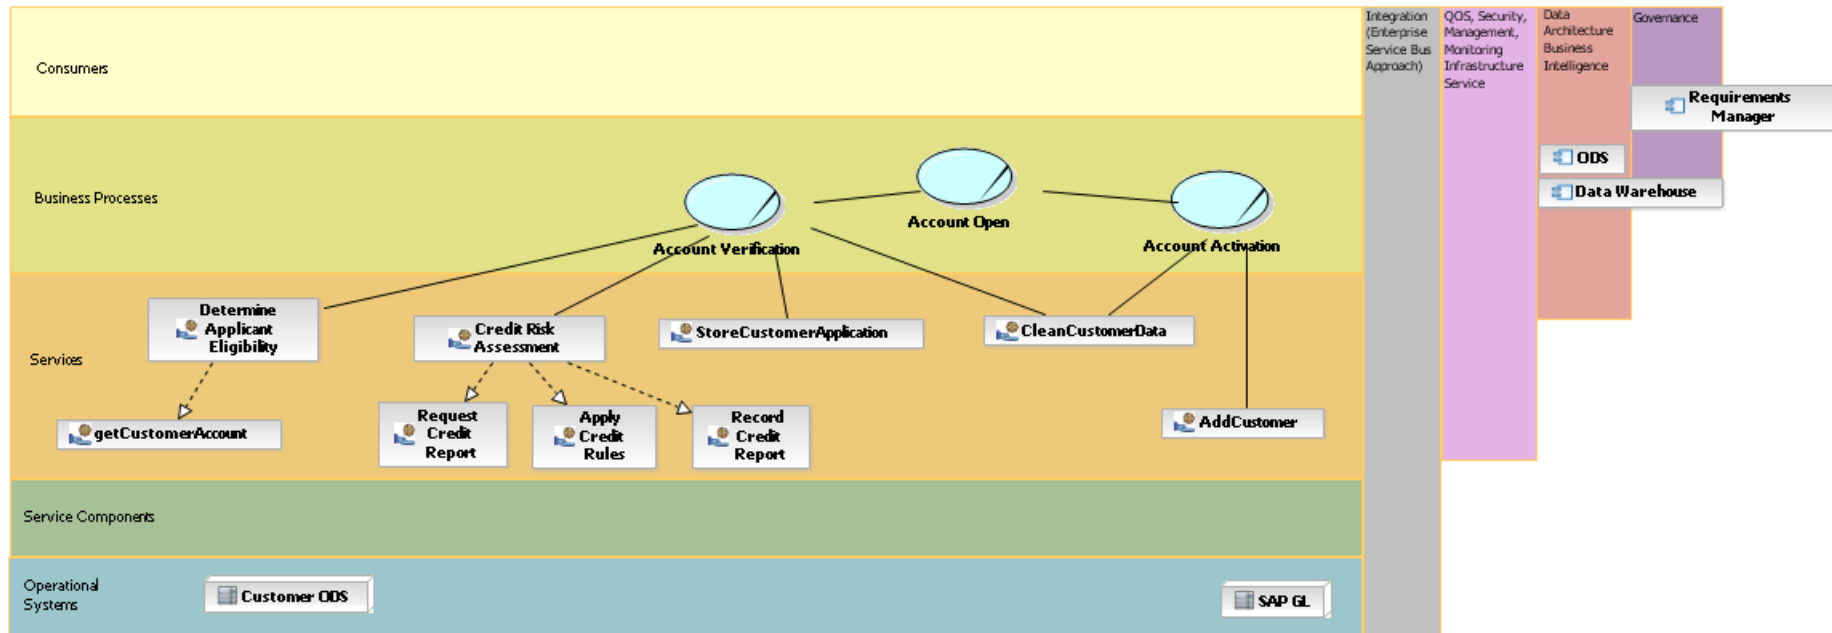 Consumers
Integration
(Enterprise
Service Bus
Approach)
QOS, Security,
Management,
Monitoring
Infrastructure
Service
Data
Architecture
Business
Intelligence
Governance
Requirements
Manager
ODS
Data Warehouse
Business Processes
Account Verification
Account Open
Account Activation
Services
Determine
Applicant
Eligibility
Credit Risk
Assessment
StoreCustomerApplication
CleanCustomerData
getCustomerAccount
Request
Credit
Report
Apply
Credit
Rules
Record
Credit
Report
AddCustomer
Service Components
Operational
Systems
Customer ODS
SAP GL